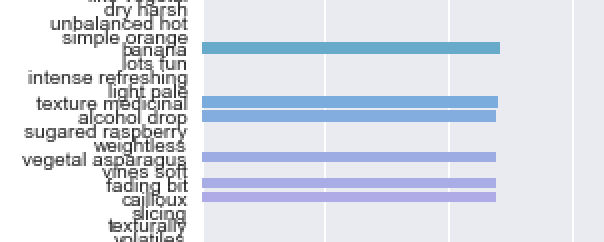 dry harsh
unbalanced hot
simple orange
banana
lots fun
intense refreshing
light pale
texture medicinal
alcohol drop
sugared raspberry
weightless
vegetal asparagus
vines soft
fading bit
cailloux
slicing
texturally
volatiles